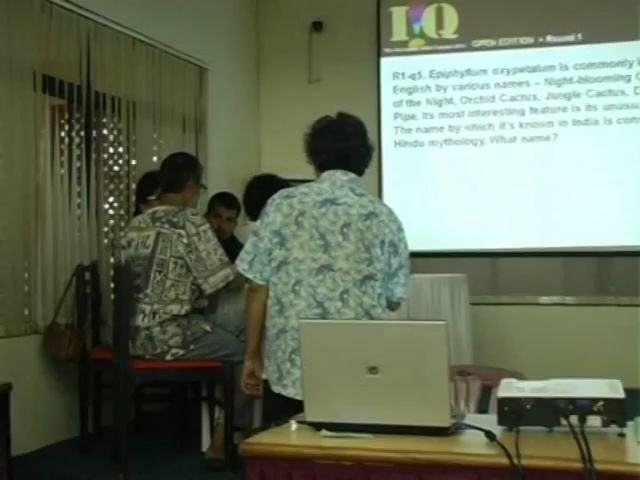 IQ
OPEN EDITION • Round 1
R1-q1. Epiphyllum oxypetalum is commonly
English by various names – Night-blooming
of the Night, Orchid Cactus, Jungle Cactus,
Pipe. Its most interesting feature is its
The name by which it's known in India is
Hindu mythology. What name?